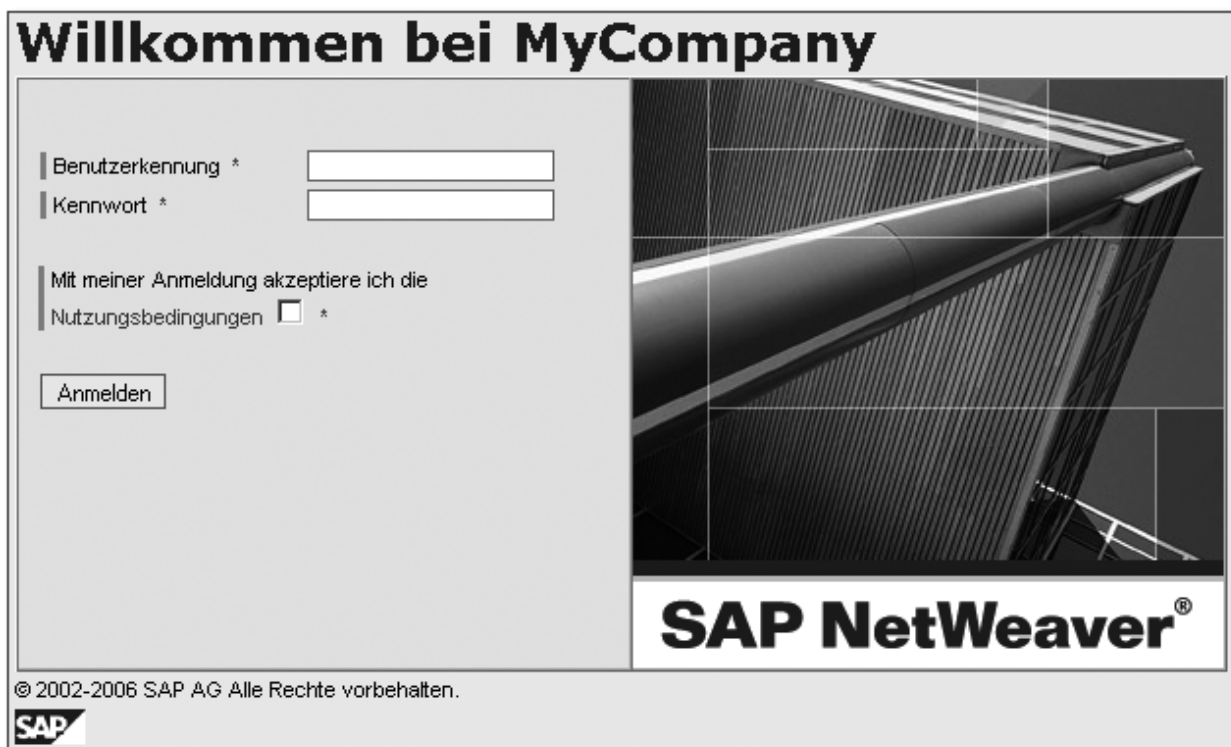 Willkommen bei MyCompany
Benutzerkennung *
Kennwort *
Mit meiner Anmeldung akzeptiere ich die
Nutzungsbedingungen *
Anmelden
SAP NetWeaver®
© 2002-2006 SAP AG Alle Rechte vorbehalten.
SAP